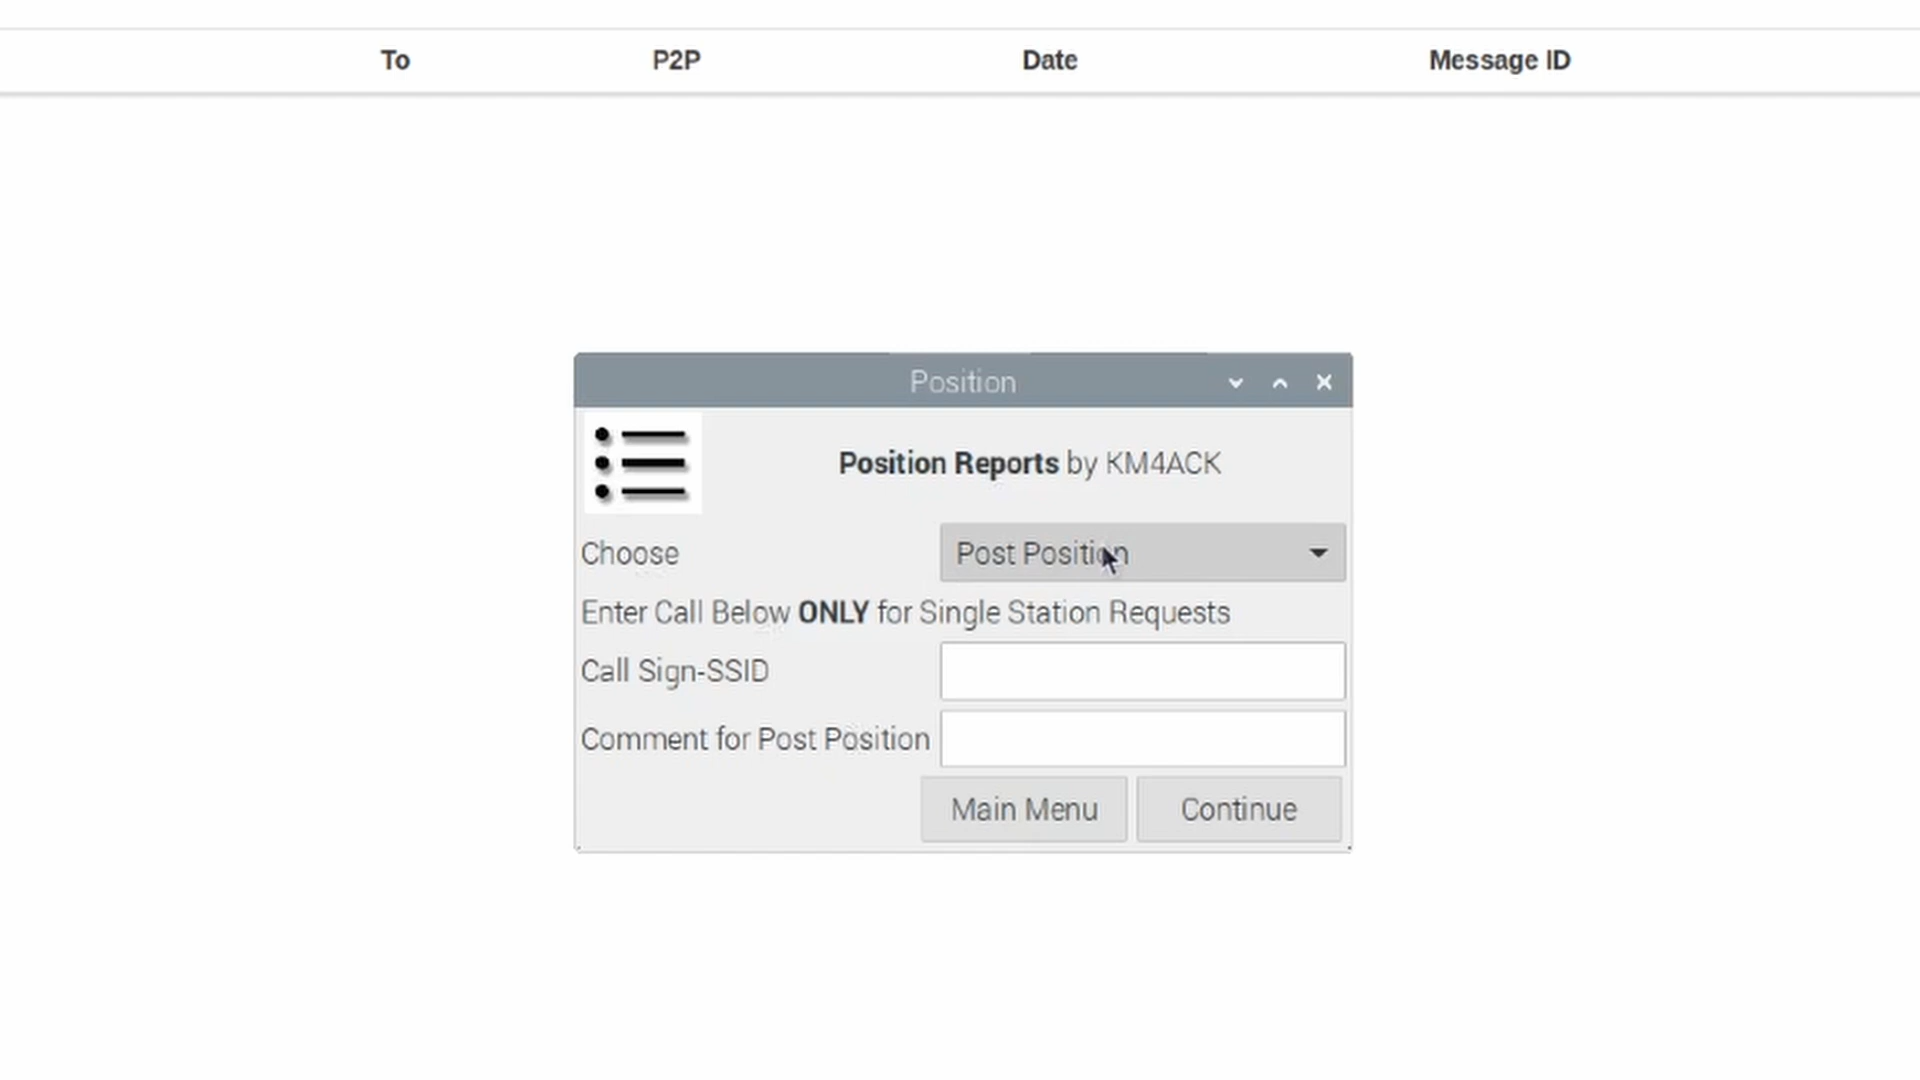 To P2P Date Message ID
Position
Position Reports by KM4ACK
Choose Post Position
Enter Call Below ONLY for Single Station Requests
Call Sign-SSID
Comment for Post Position
Main Menu Continue